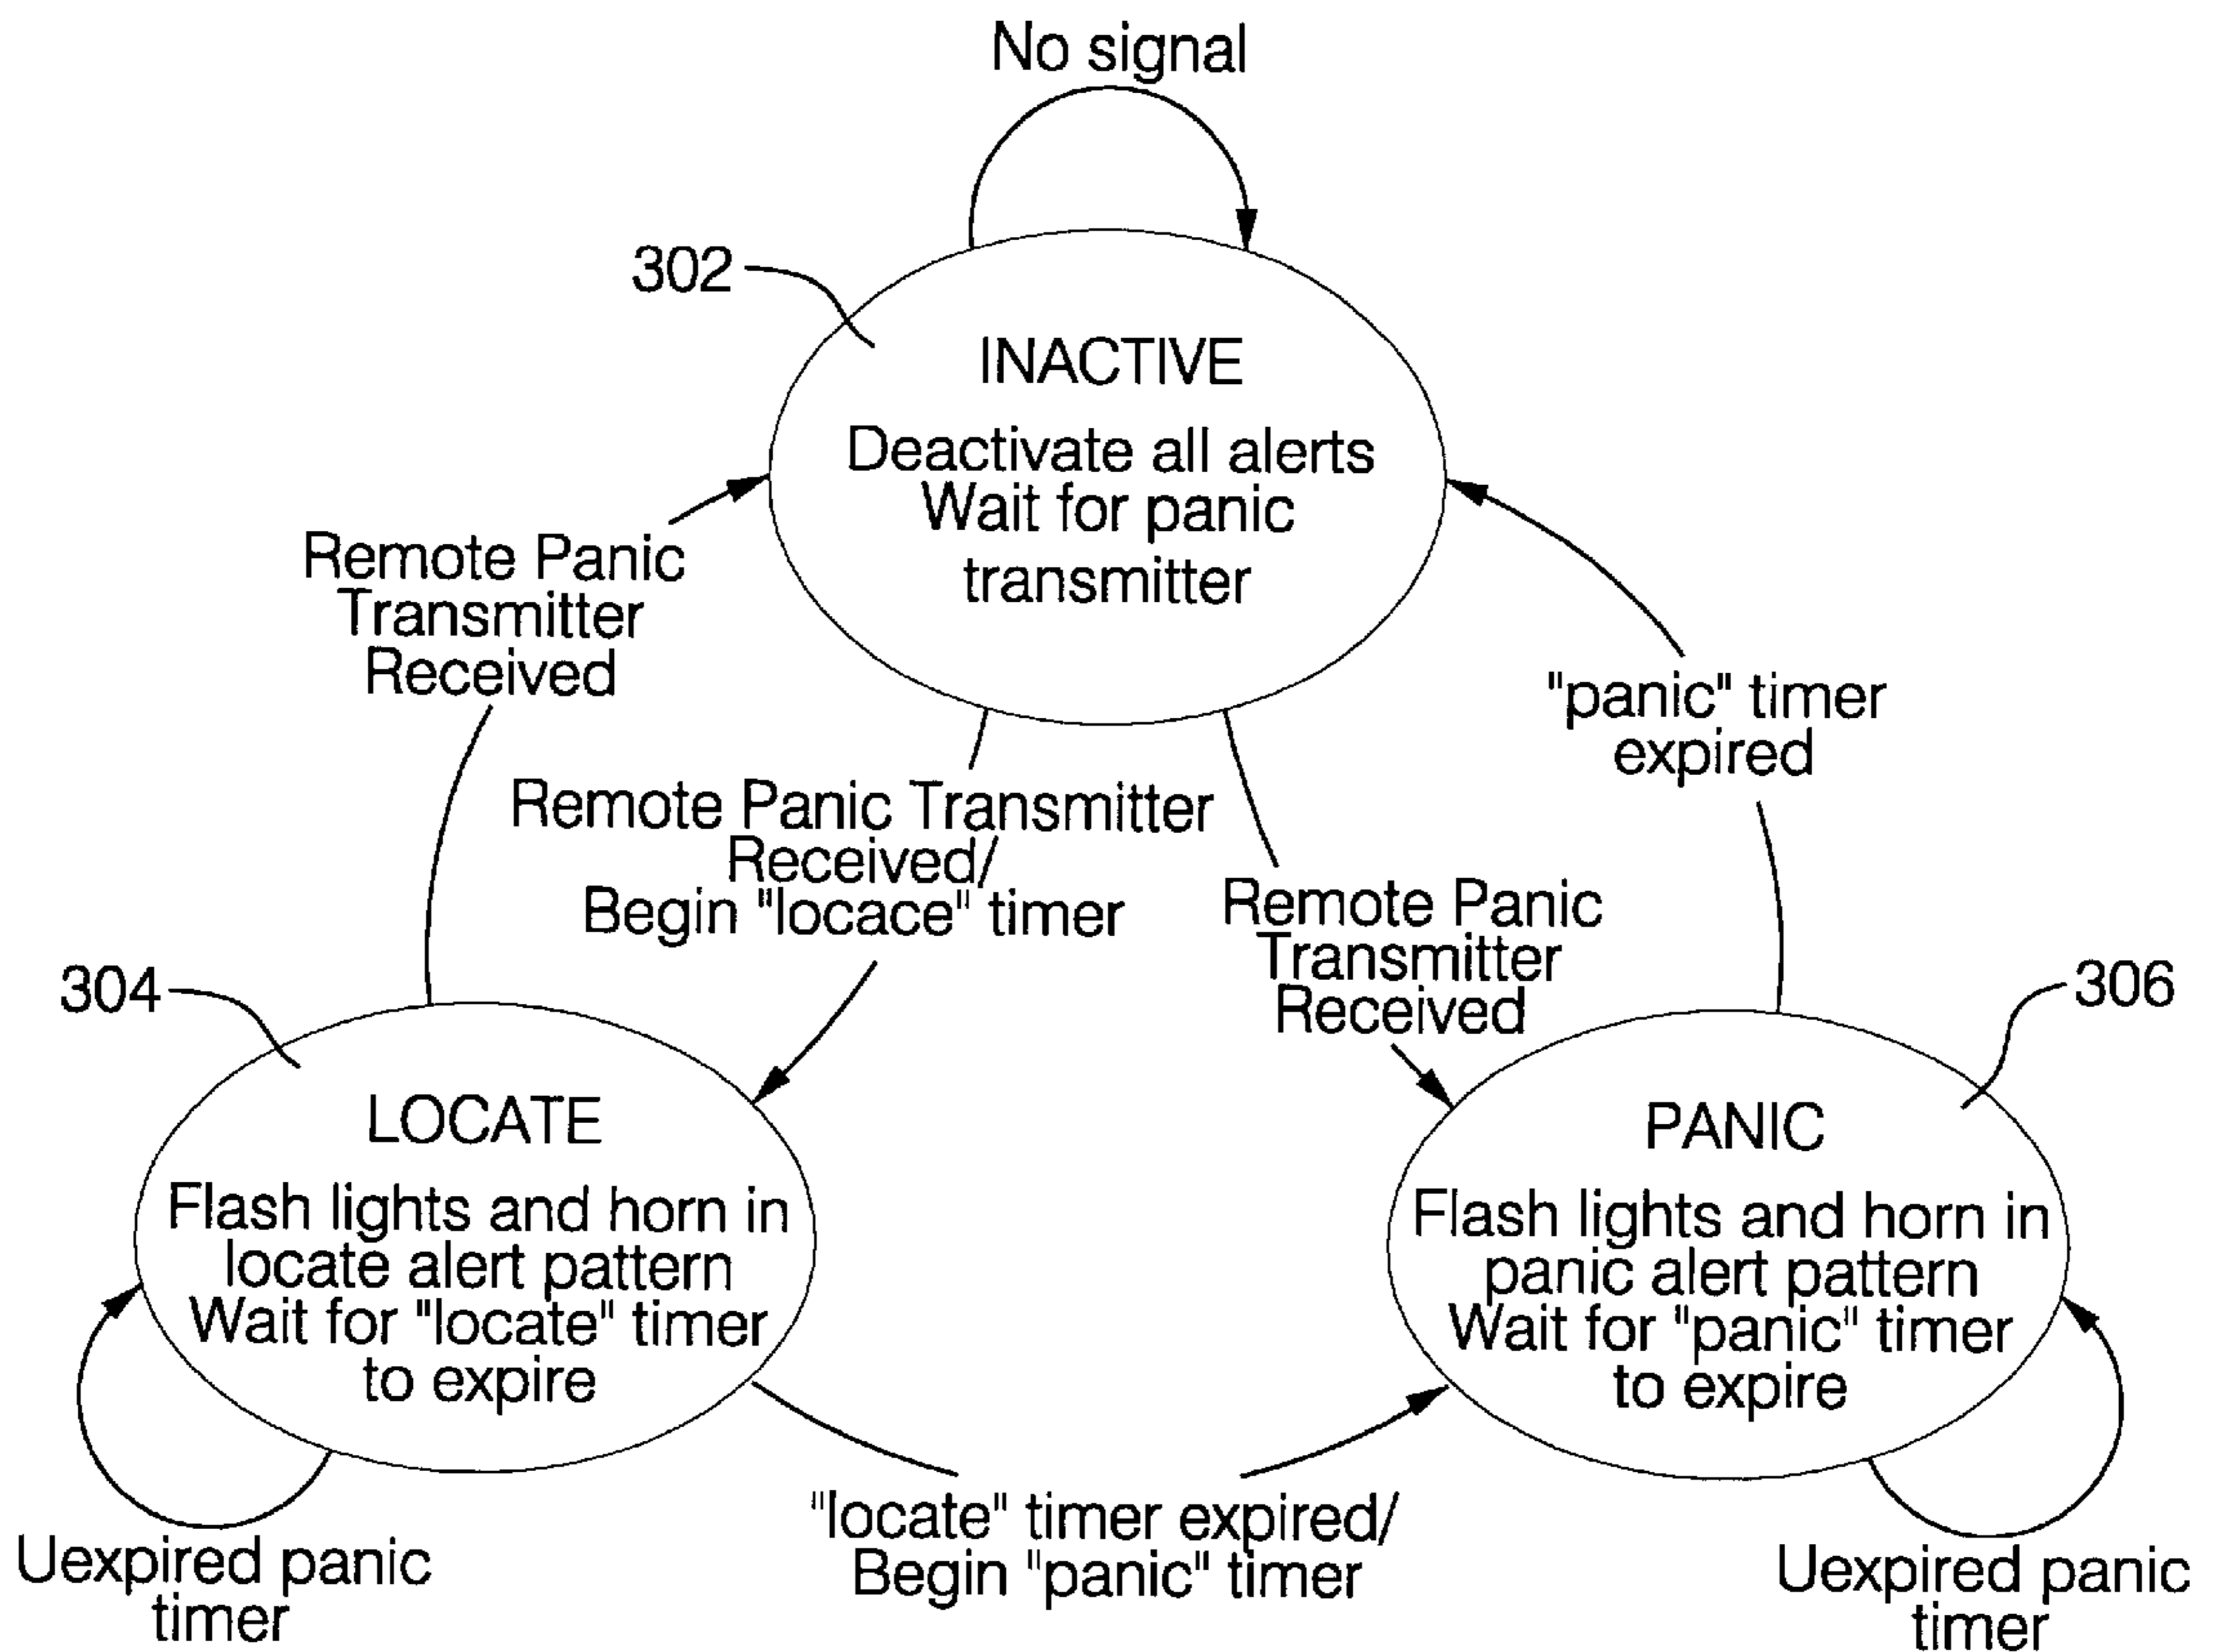 No signal
302
INACTIVE
Deactivate all alerts
Wait for panic
transmitter
Remote Panic
Transmitter
Received
"panic" timer
expired
Remote Panic Transmitter
Received/
Begin "locace" timer
Remote Panic
Transmitter
Received
304
306
LOCATE
Flash lights and horn in
locate alert pattern
Wait for "locate" timer
to expire
PANIC
Flash lights and horn in
panic alert pattern
Wait for "panic" timer
to expire
"locate" timer expired/
Begin "panic" timer
Uexpired panic
timer
Uexpired panic
timer